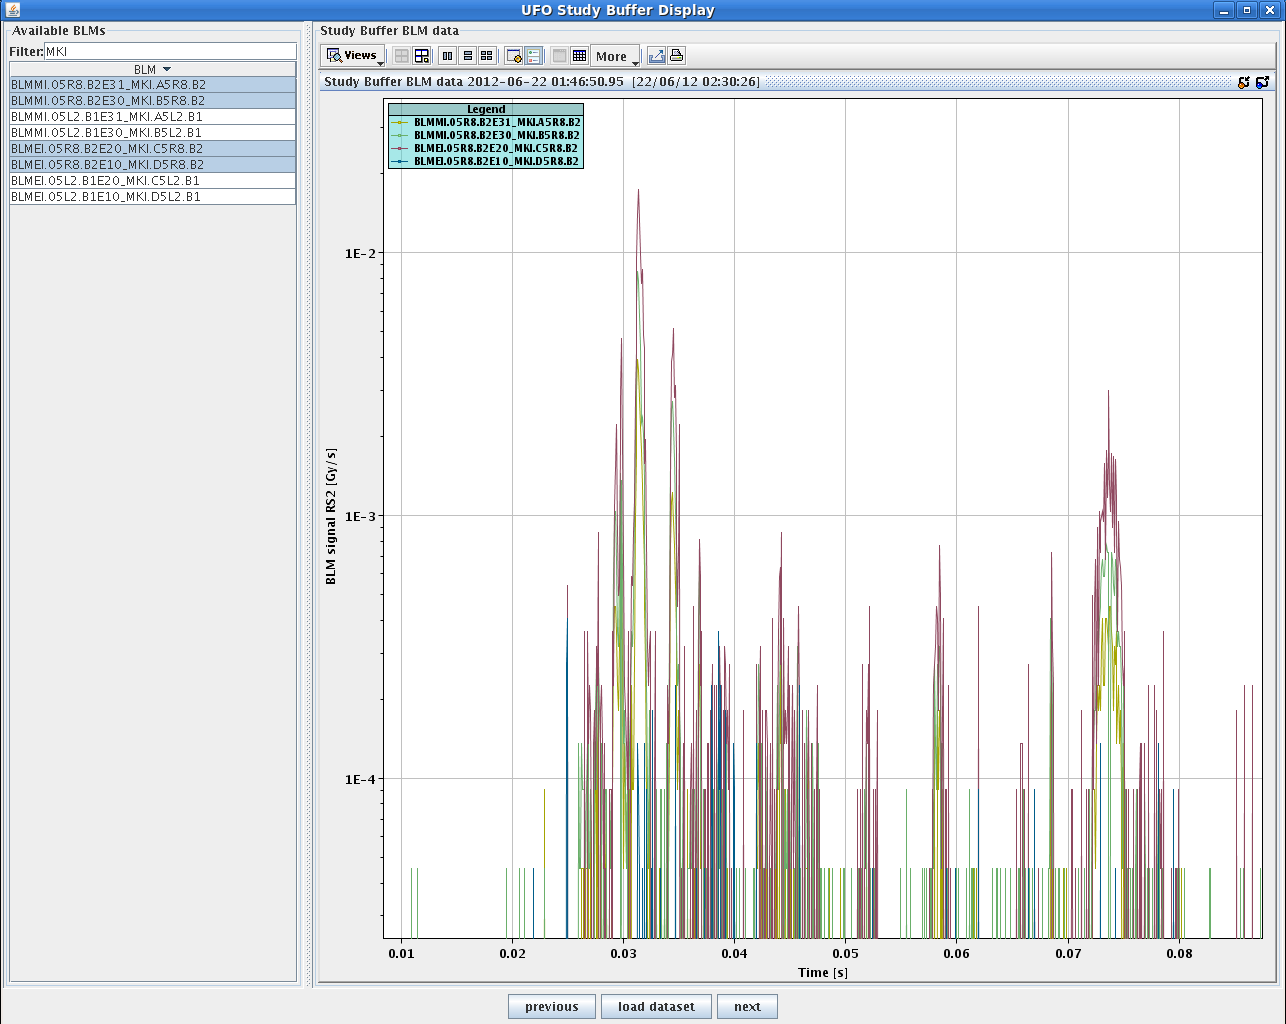 UFO Study Buffer Display
Available BLMs
Filter: MKI
BLM
BLMMI.05R8.B2E31_MKI.A5R8.B2
BLMMI.05R8.B2E30_MKI.B5R8.B2
BLMMI.05L2.B1E31_MKI.A5L2.B1
BLMMI.05L2.B1E30_MKI.B5L2.B1
BLMEI.05R8.B2E20_MKI.C5R8.B2
BLMEI.05R8.B2E10_MKI.D5R8.B2
BLMEI.05L2.B1E20_MKI.C5L2.B1
BLMEI.05L2.B1E10_MKI.D5L2.B1
Study Buffer BLM data
Views
More
Study Buffer BLM data 2012-06-22 01:46:50.95 [22/06/12 02:30:26]
Legend
BLMMI.05R8.B2E31_MKI.A5R8.B2
BLMMI.05R8.B2E30_MKI.B5R8.B2
BLMEI.05R8.B2E20_MKI.C5R8.B2
BLMEI.05R8.B2E10_MKI.D5R8.B2
BLM signal RS2 [Gy/s]
1E-2
1E-3
1E-4
0.01 0.02 0.03 0.04 0.05 0.06 0.07 0.08
Time [s]
previous load dataset next